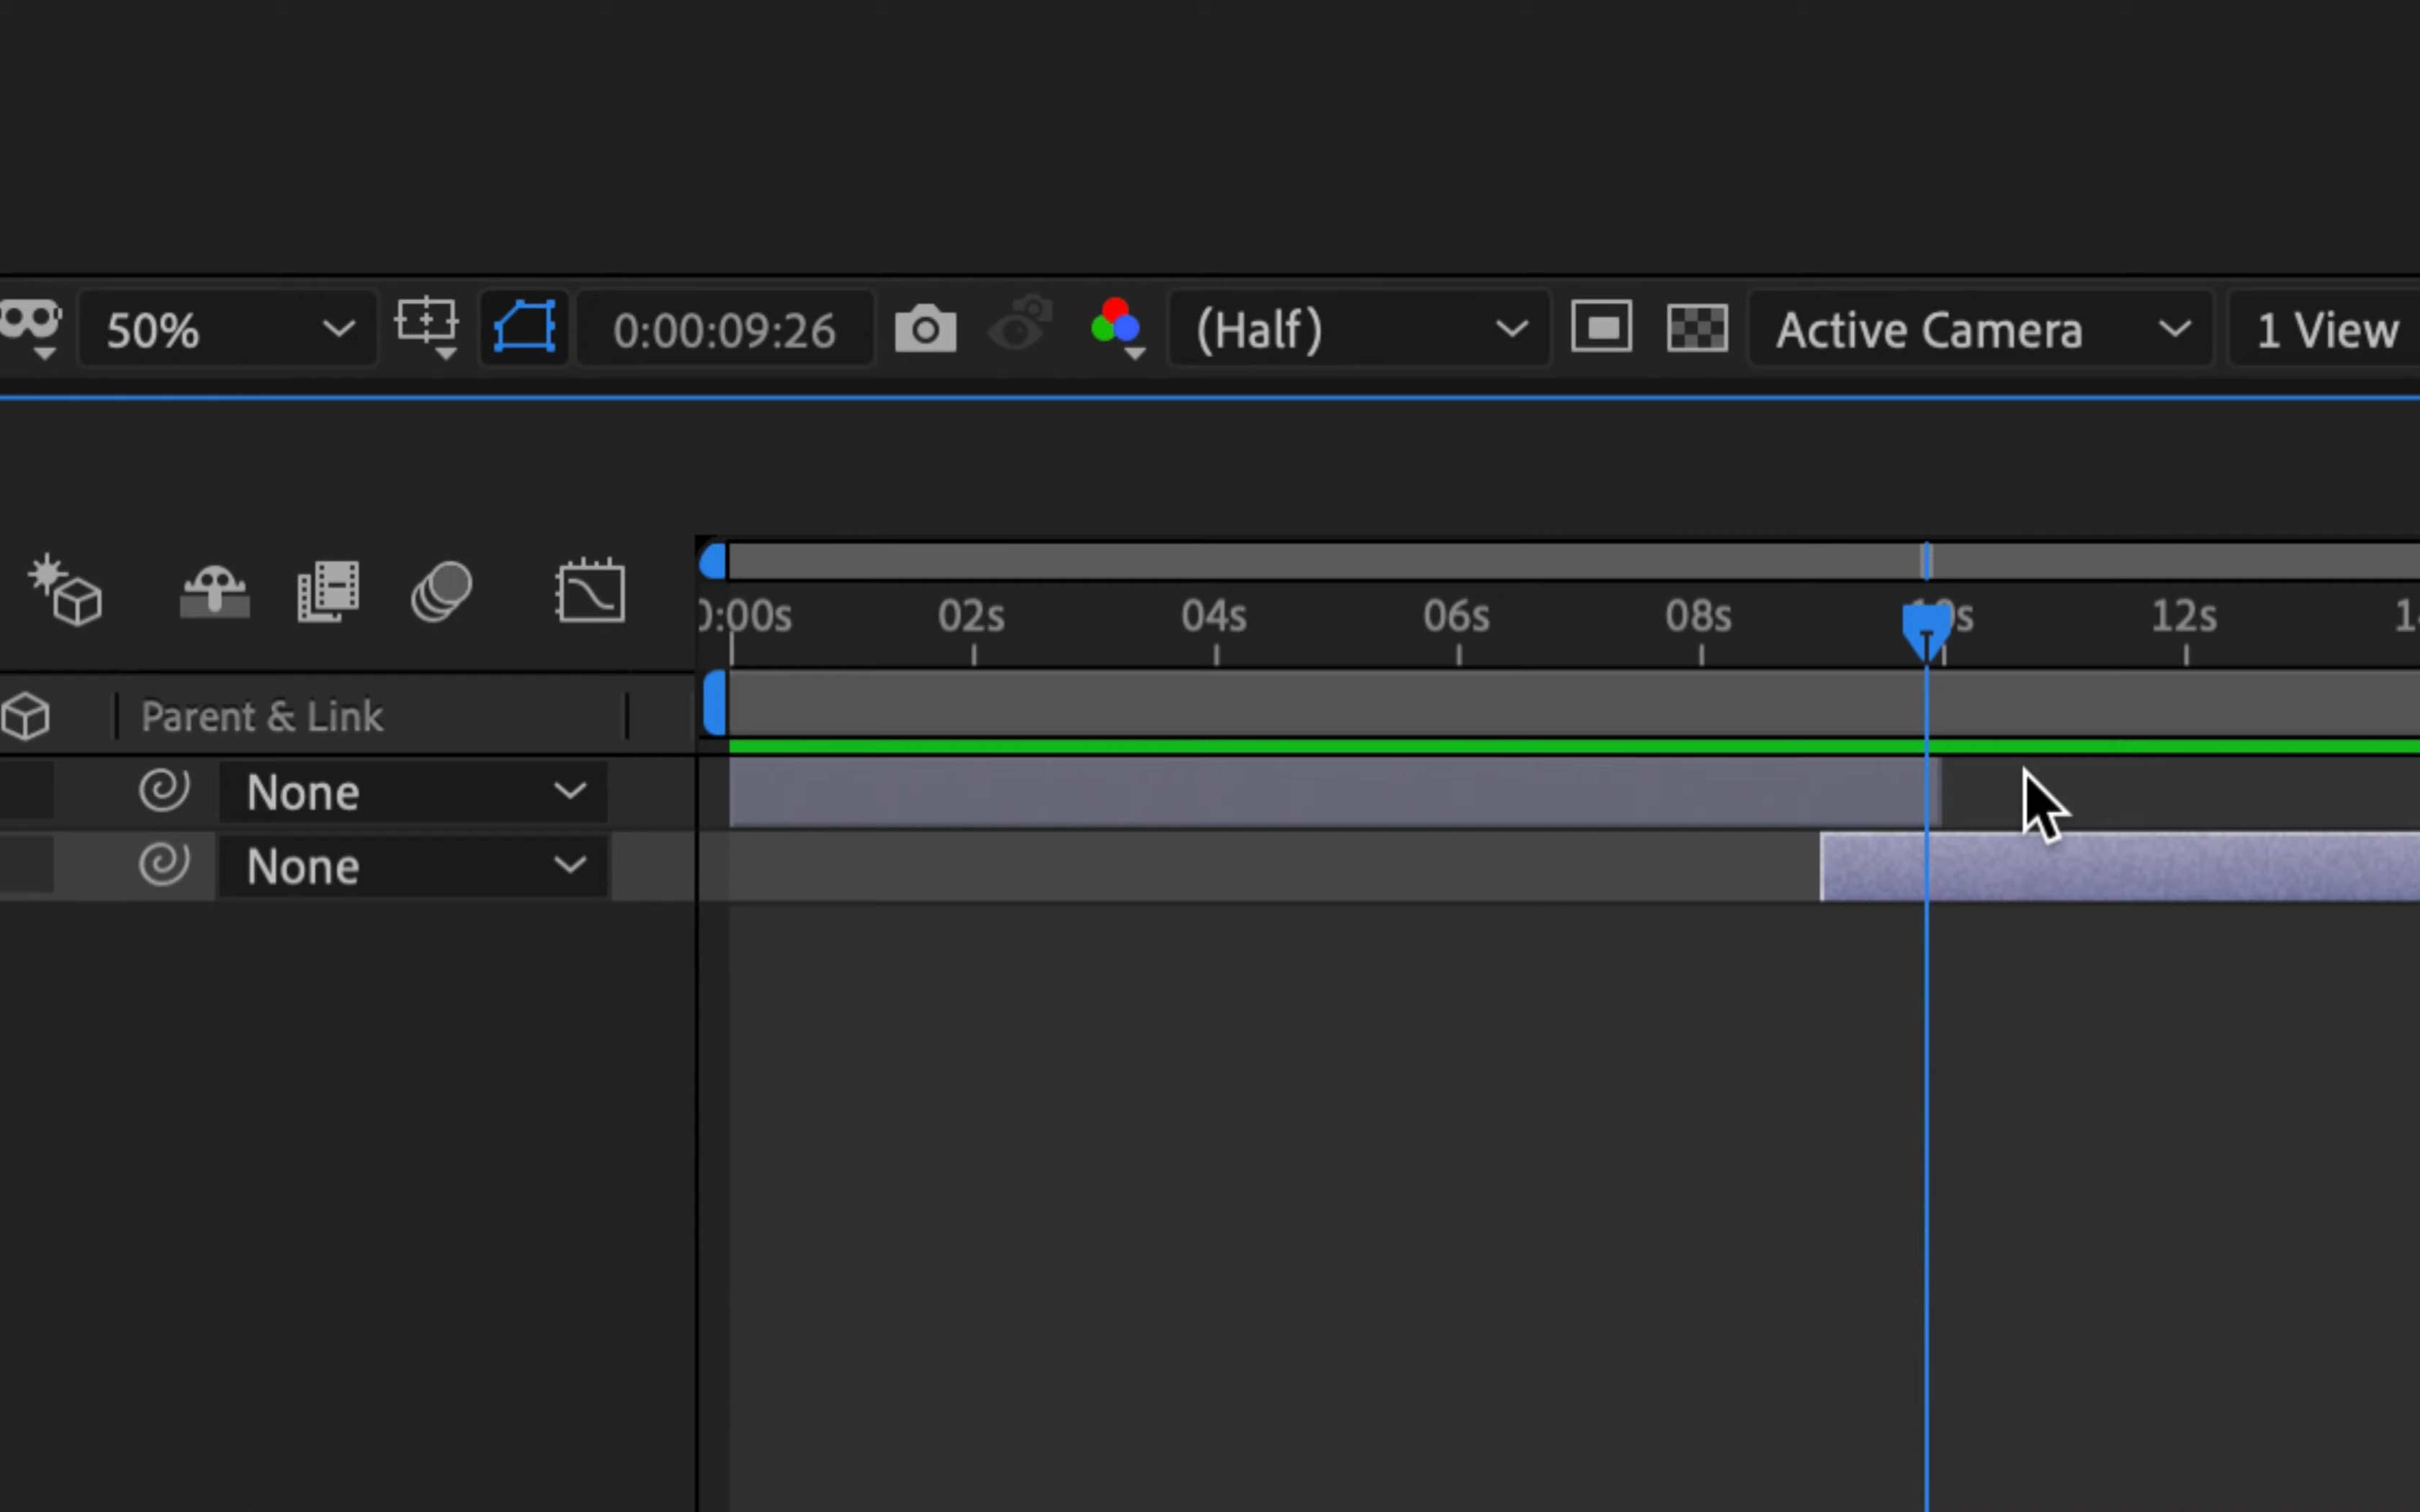 50% 0:00:09:26 (Half) Active Camera 1 View
0:00s 02s 04s 06s 08s 12s
Parent & Link
None
None